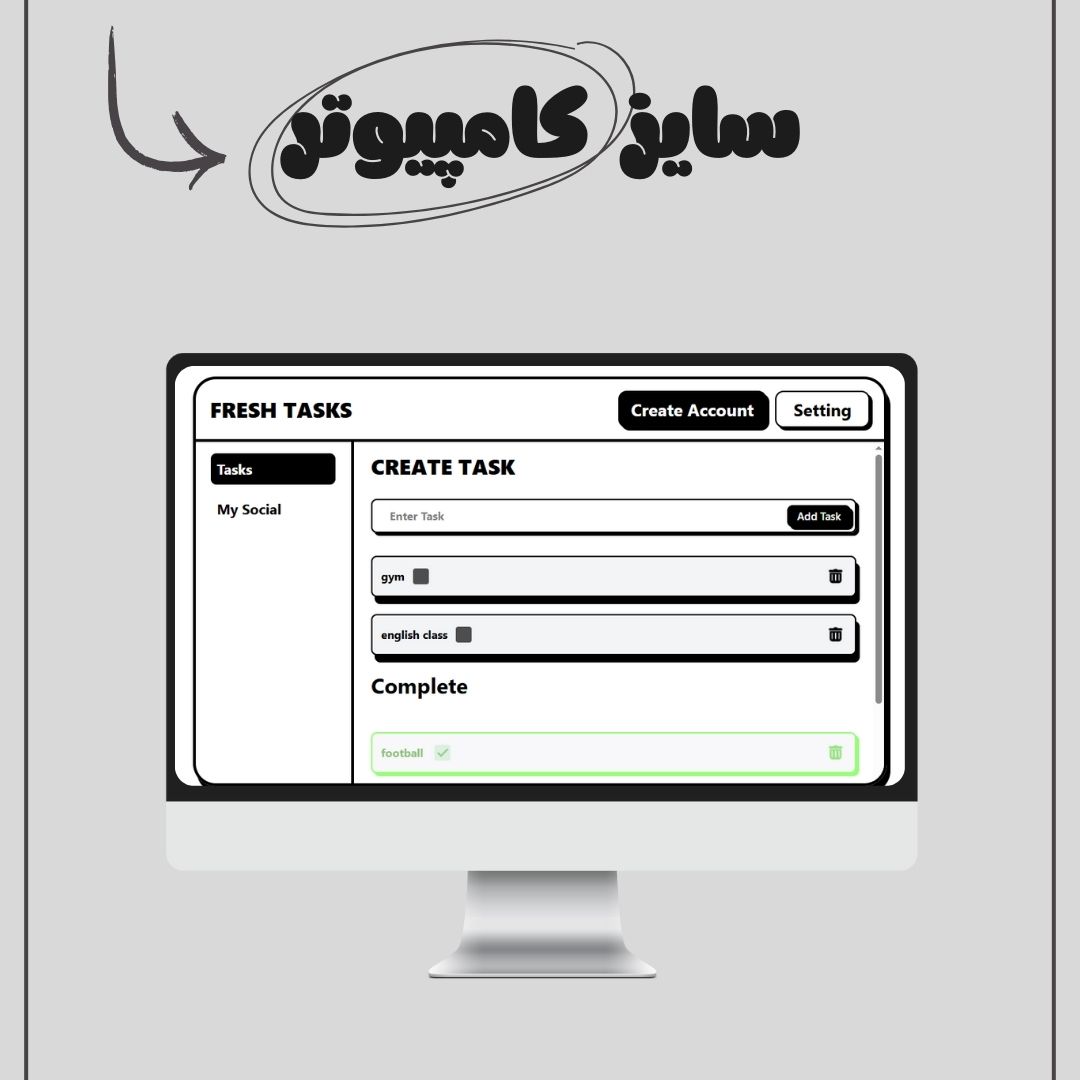 سایز کامپیوتر
FRESH TASKS
Create Account
Setting
Tasks
My Social
CREATE TASK
Enter Task
Add Task
gym
english class
Complete
football